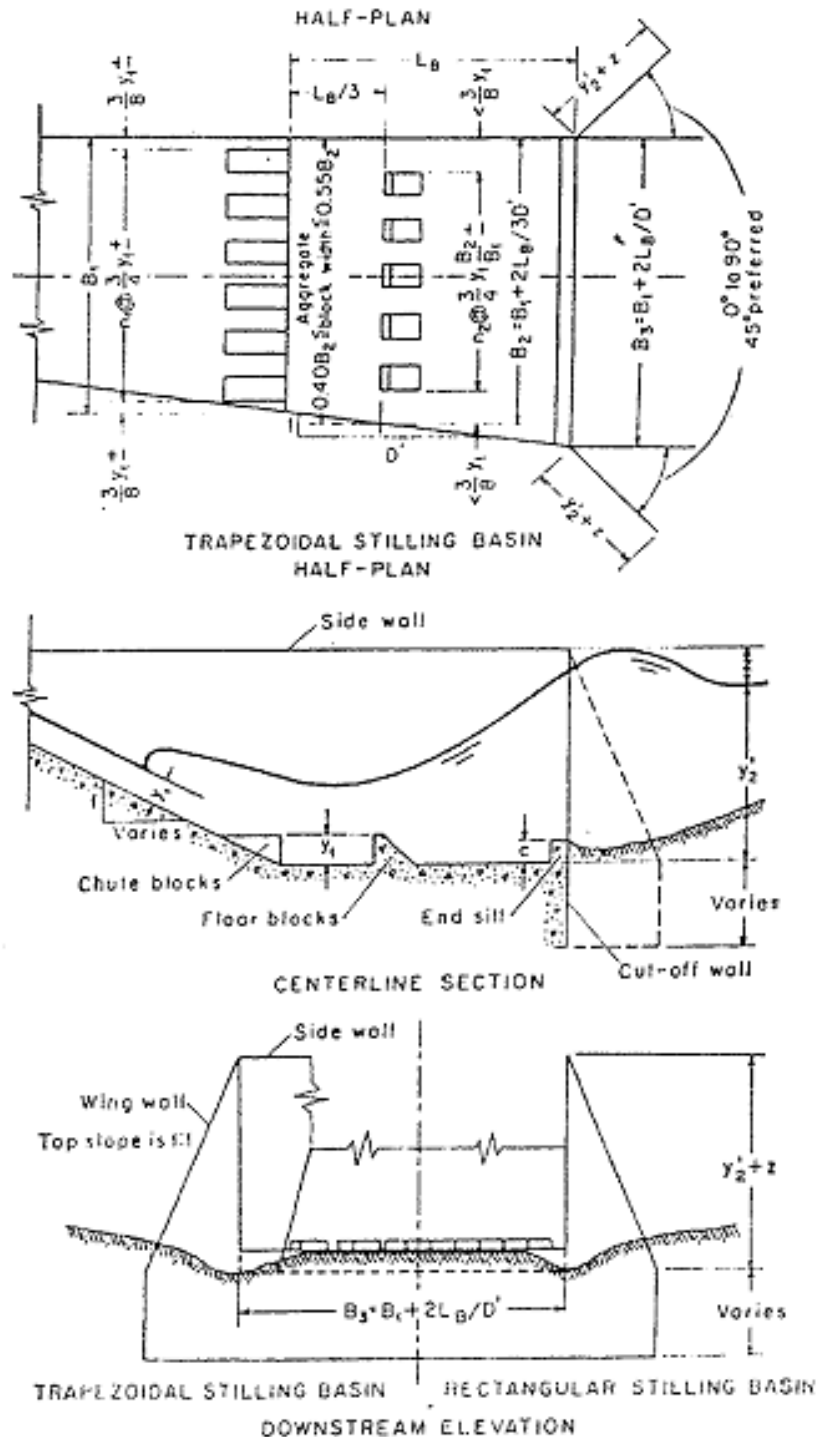 HALF-PLAN
L_B
L_B/3
3/8 y₁±
< 3/8 y₁
y₂'+z
B₁
n₁@ 3/4 y₁±
Aggregate
0.40B₂ ≤ block width ≤ 0.55B₂
n₂@ 3/4 y₁ B₂/B₁ ±
B₂=B₁+2L_B/3D'
B₃=B₁+2L_B/D'
0° to 90°
45° preferred
3/8 y₁±
D'
< 3/8 y₁
y₂'+z
TRAPEZOIDAL STILLING BASIN
HALF-PLAN
Side wall
y₁
1
Varies
y₁
c
y₂'
Chute blocks
Floor blocks
End sill
Varies
Cut-off wall
CENTERLINE SECTION
Side wall
Wing wall
Top slope is 1:1
y₂'+z
B₃=B₁+2L_B/D'
Varies
TRAPEZOIDAL STILLING BASIN
RECTANGULAR STILLING BASIN
DOWNSTREAM ELEVATION